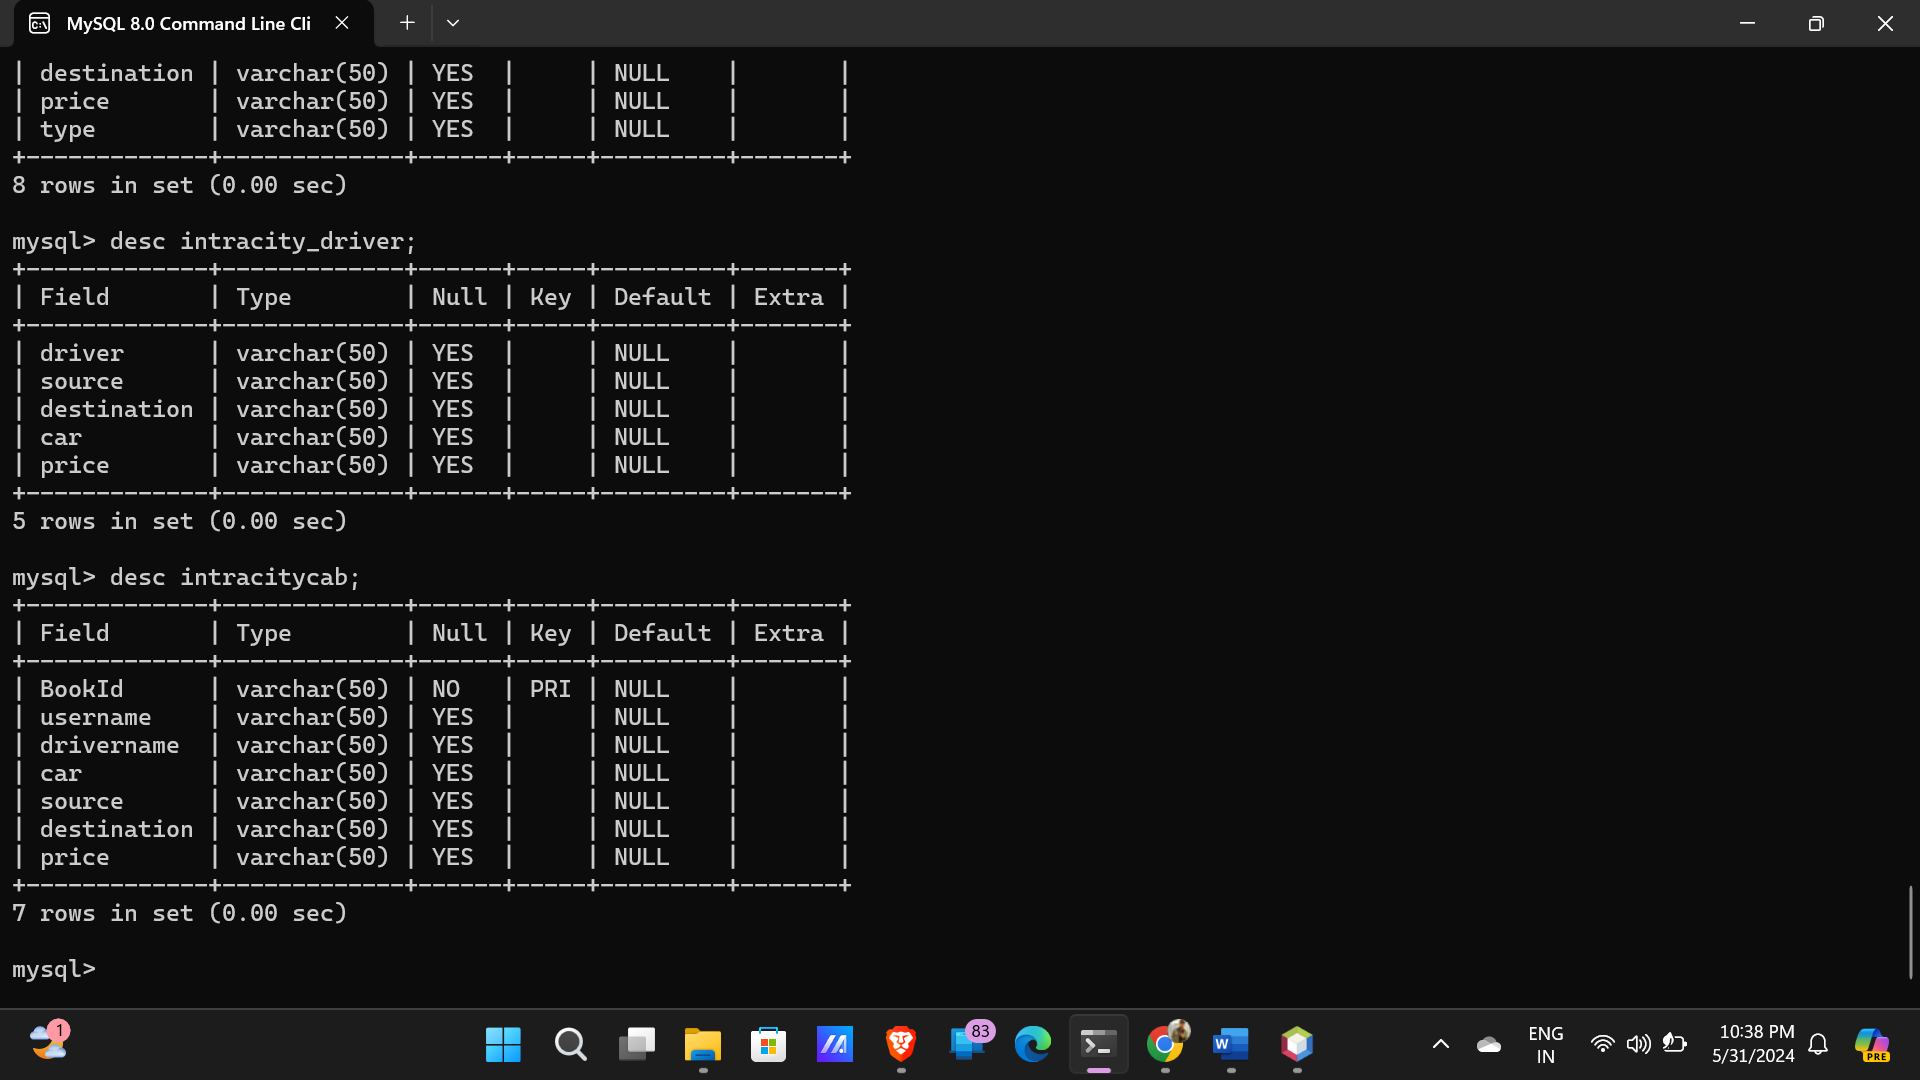 MySQL 8.0 Command Line Cli
| destination | varchar(50) | YES  |     | NULL    |       |
| price       | varchar(50) | YES  |     | NULL    |       |
| type        | varchar(50) | YES  |     | NULL    |       |
+-------------+-------------+------+-----+---------+-------+
8 rows in set (0.00 sec)
mysql> desc intracity_driver;
+-------------+-------------+------+-----+---------+-------+
| Field       | Type        | Null | Key | Default | Extra |
+-------------+-------------+------+-----+---------+-------+
| driver      | varchar(50) | YES  |     | NULL    |       |
| source      | varchar(50) | YES  |     | NULL    |       |
| destination | varchar(50) | YES  |     | NULL    |       |
| car         | varchar(50) | YES  |     | NULL    |       |
| price       | varchar(50) | YES  |     | NULL    |       |
+-------------+-------------+------+-----+---------+-------+
5 rows in set (0.00 sec)
mysql> desc intracitycab;
+-------------+-------------+------+-----+---------+-------+
| Field       | Type        | Null | Key | Default | Extra |
+-------------+-------------+------+-----+---------+-------+
| BookId      | varchar(50) | NO   | PRI | NULL    |       |
| username    | varchar(50) | YES  |     | NULL    |       |
| drivername  | varchar(50) | YES  |     | NULL    |       |
| car         | varchar(50) | YES  |     | NULL    |       |
| source      | varchar(50) | YES  |     | NULL    |       |
| destination | varchar(50) | YES  |     | NULL    |       |
| price       | varchar(50) | YES  |     | NULL    |       |
+-------------+-------------+------+-----+---------+-------+
7 rows in set (0.00 sec)
mysql>
1
83
W
ENG
IN
10:38 PM
5/31/2024
PRE